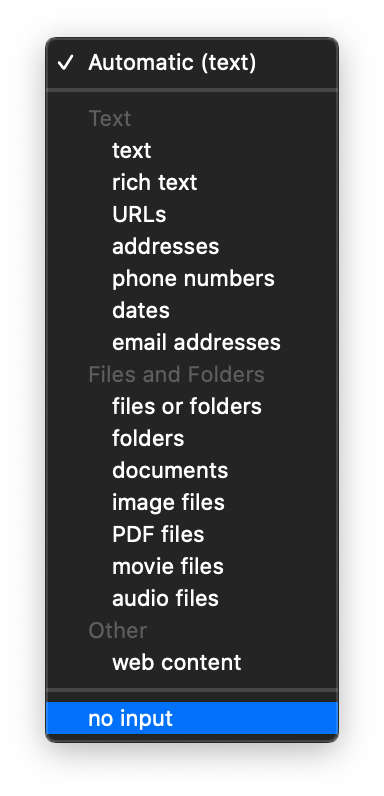 ✓ Automatic (text)
Text
text
rich text
URLs
addresses
phone numbers
dates
email addresses
Files and Folders
files or folders
folders
documents
image files
PDF files
movie files
audio files
Other
web content
no input